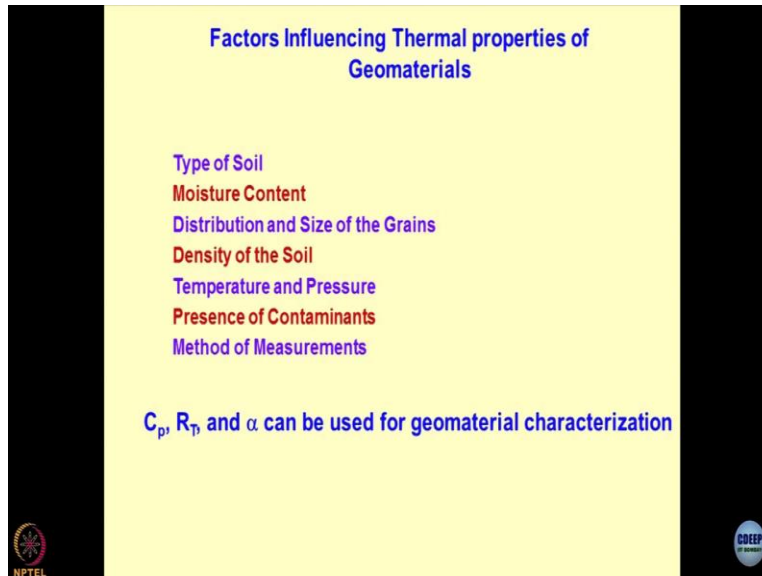 Factors Influencing Thermal properties of
Geomaterials
Type of Soil
Moisture Content
Distribution and Size of the Grains
Density of the Soil
Temperature and Pressure
Presence of Contaminants
Method of Measurements
Cp, RT, and α can be used for geomaterial characterization
NPTEL
CDEEP
IIT BOMBAY